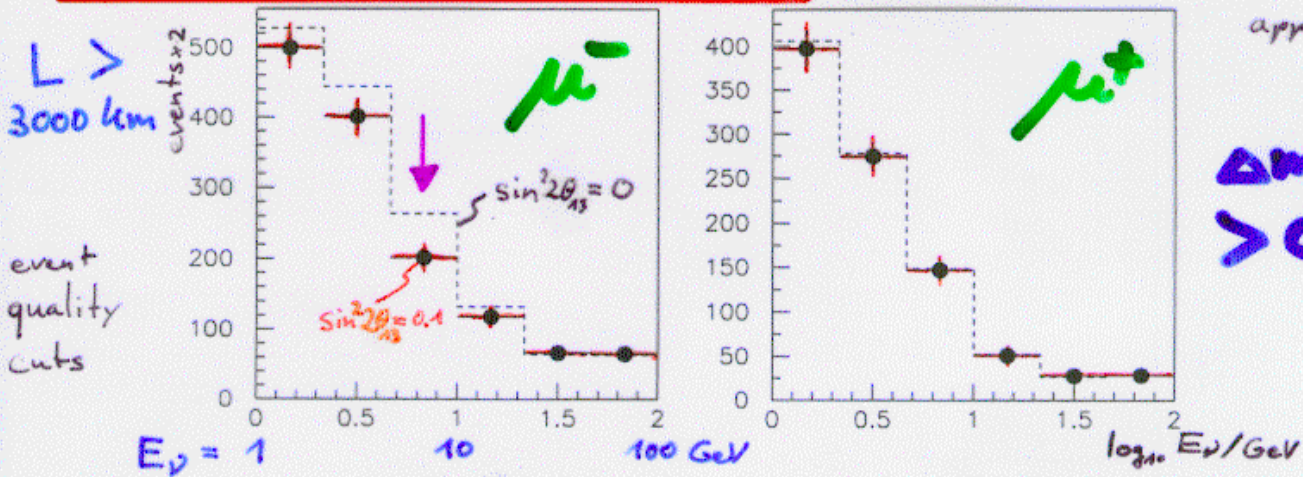 L >
3000 km
event
quality
cuts
events*2
500
400
300
200
100
0
0 0.5 1 1.5 2
μ⁻
sin²2θ₁₃=0
sin²2θ₁₃=0.1
Eν = 1 10 100 GeV
400
350
300
250
200
150
100
50
0
0 0.5 1 1.5 2
μ⁺
log₁₀ Eν/GeV
> 0